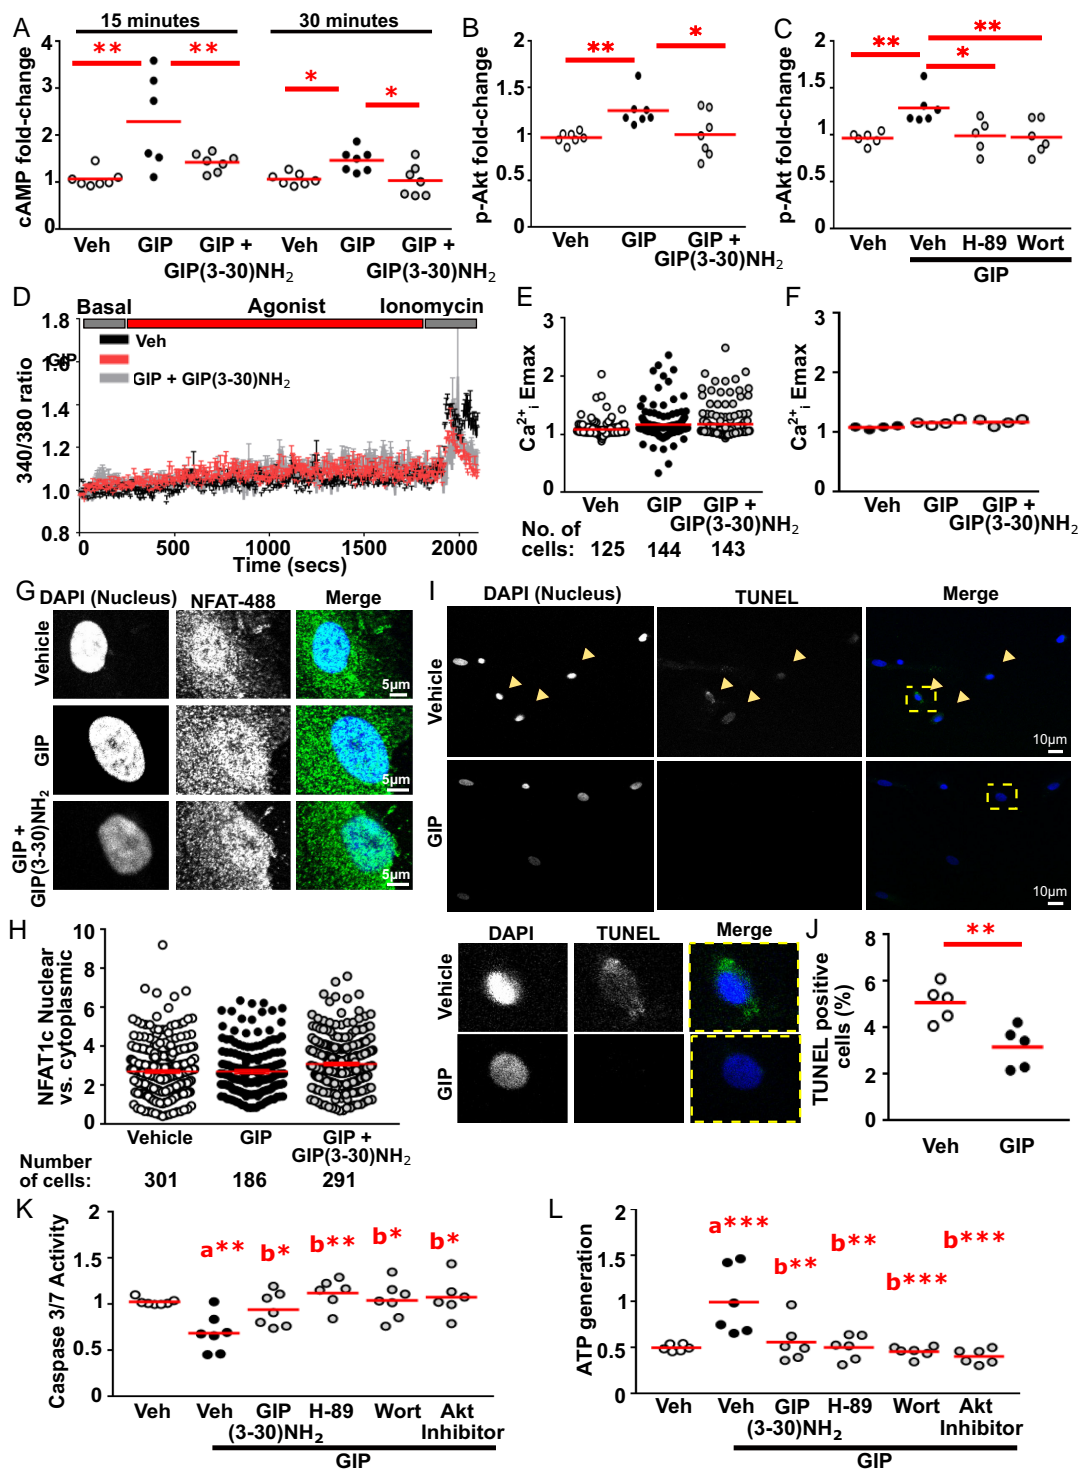 A
15 minutes
30 minutes
cAMP fold-change
4
3
2
1
0
** ** * *
Veh GIP GIP + GIP(3-30)NH2
Veh GIP GIP + GIP(3-30)NH2
B
p-Akt fold-change
2
1.5
1
0.5
0
** *
Veh GIP GIP + GIP(3-30)NH2
C
p-Akt fold-change
2
1.5
1
0.5
0
** * **
Veh Veh H-89 Wort
GIP
D
Basal Agonist Ionomycin
340/380 ratio
1.8
1.6
1.4
1.2
1.0
0.8
Veh
GIP
GIP + GIP(3-30)NH2
0 500 1000 1500 2000
Time (secs)
E
Ca2+i Emax
3
2
1
0
Veh GIP GIP + GIP(3-30)NH2
No. of cells: 125 144 143
F
Ca2+i Emax
3
2
1
0
Veh GIP GIP + GIP(3-30)NH2
G
DAPI (Nucleus) NFAT-488 Merge
Vehicle
5µm
GIP
5µm
GIP + GIP(3-30)NH2
5µm
H
NFAT1c Nuclear vs. cytoplasmic
10
8
6
4
2
0
Vehicle GIP GIP + GIP(3-30)NH2
Number of cells: 301 186 291
I
DAPI (Nucleus) TUNEL Merge
Vehicle
10µm
GIP
10µm
DAPI TUNEL Merge
Vehicle
GIP
J
TUNEL positive cells (%)
8
6
4
2
0
**
Veh GIP
K
Caspase 3/7 Activity
2
1.5
1
0.5
0
a** b* b** b* b*
Veh Veh GIP (3-30)NH2 H-89 Wort Akt Inhibitor
GIP
L
ATP generation
2
1.5
1
0.5
0
a*** b** b** b*** b***
Veh Veh GIP (3-30)NH2 H-89 Wort Akt Inhibitor
GIP